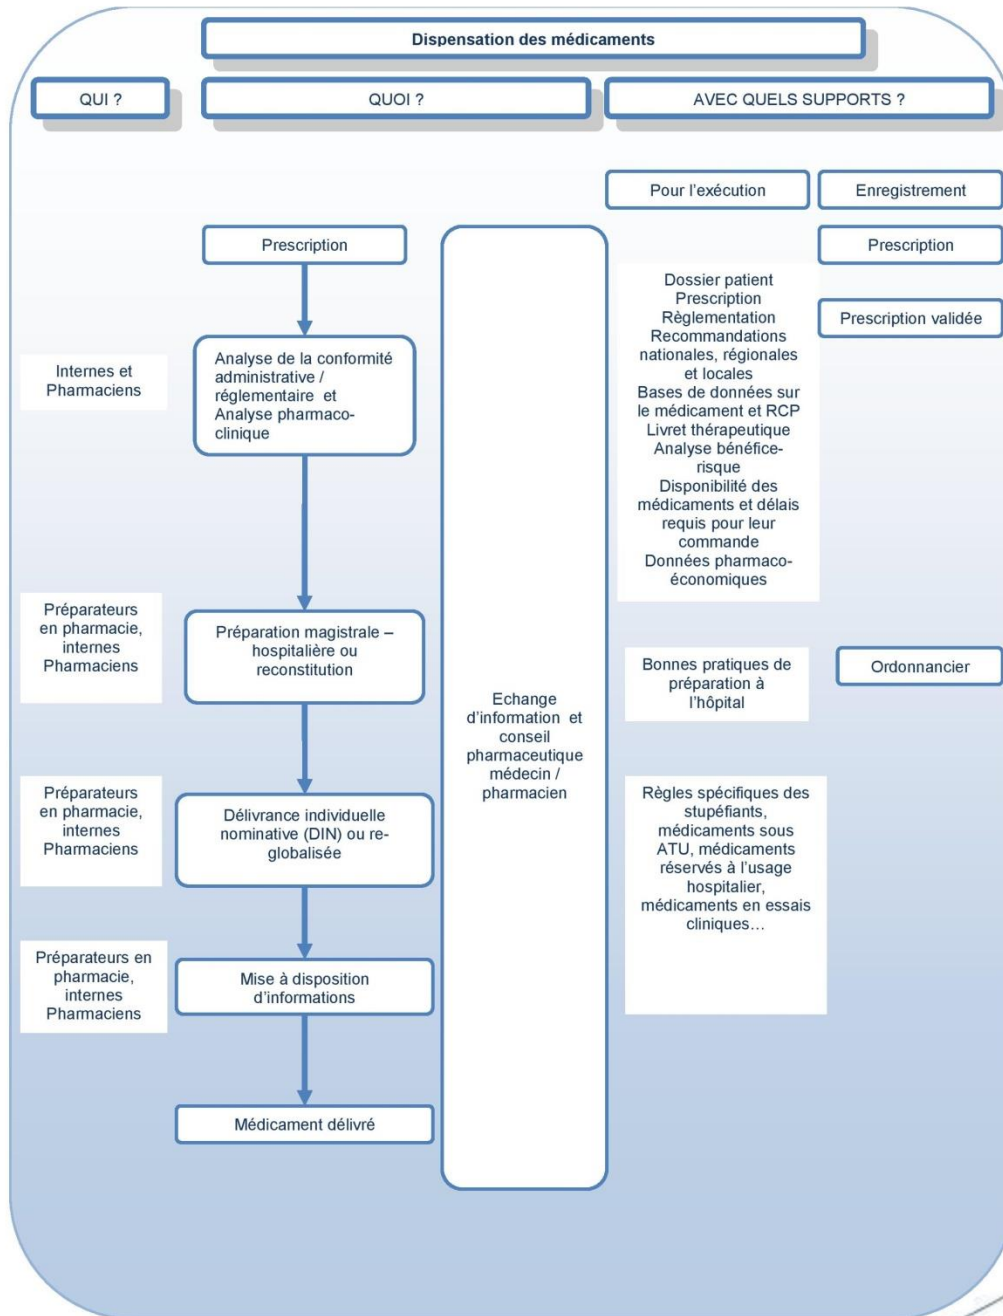 Dispensation des médicaments
QUI ?
QUOI ?
AVEC QUELS SUPPORTS ?
Pour l’exécution
Enregistrement
Prescription
Prescription
Dossier patient
Prescription
Règlementation
Recommandations
nationales, régionales
et locales
Bases de données sur
le médicament et RCP
Livret thérapeutique
Analyse bénéfice-
risque
Disponibilité des
médicaments et délais
requis pour leur
commande
Données pharmaco-
économiques
Prescription validée
Internes et
Pharmaciens
Analyse de la conformité
administrative /
réglementaire et
Analyse pharmaco-
clinique
Préparateurs
en pharmacie,
internes
Pharmaciens
Préparation magistrale –
hospitalière ou
reconstitution
Echange
d’information et
conseil
pharmaceutique
médecin /
pharmacien
Bonnes pratiques de
préparation à
l’hôpital
Ordonnancier
Préparateurs
en pharmacie,
internes
Pharmaciens
Délivrance individuelle
nominative (DIN) ou re-
globalisée
Règles spécifiques des
stupéfiants,
médicaments sous
ATU, médicaments
réservés à l’usage
hospitalier,
médicaments en essais
cliniques…
Préparateurs en
pharmacie,
internes
Pharmaciens
Mise à disposition
d’informations
Médicament délivré